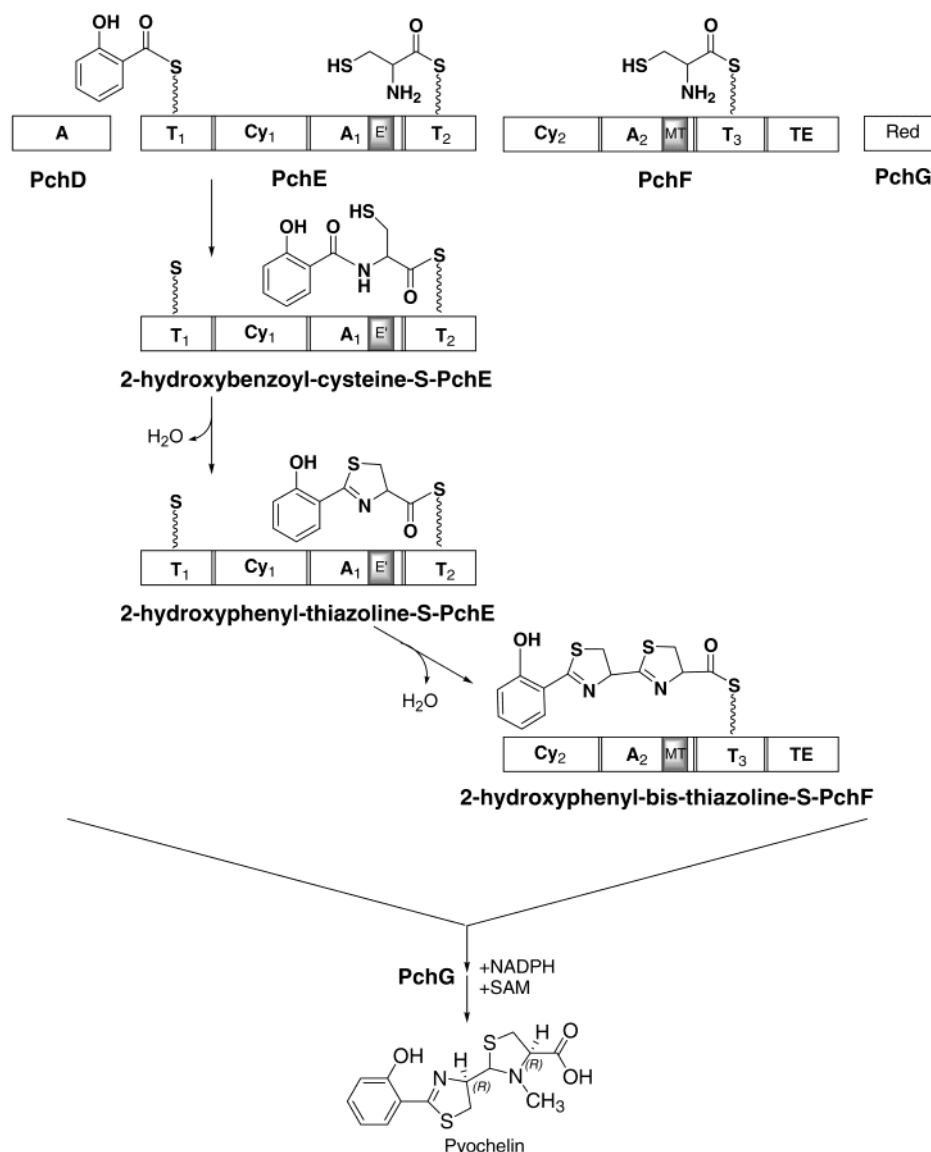 OH O S HS O S NH₂ HS O S NH₂
A T₁ Cy₁ A₁ E' T₂ Cy₂ A₂ MT T₃ TE Red
PchD PchE PchF PchG
S OH O N H HS O S
T₁ Cy₁ A₁ E' T₂
2-hydroxybenzoyl-cysteine-S-PchE
H₂O
S OH S N O S
T₁ Cy₁ A₁ E' T₂
2-hydroxyphenyl-thiazoline-S-PchE
H₂O
OH S N S N O S
Cy₂ A₂ MT T₃ TE
2-hydroxyphenyl-bis-thiazoline-S-PchF
PchG +NADPH
+SAM
OH N S H (R) S N CH₃ H (R) O OH
Pyochelin